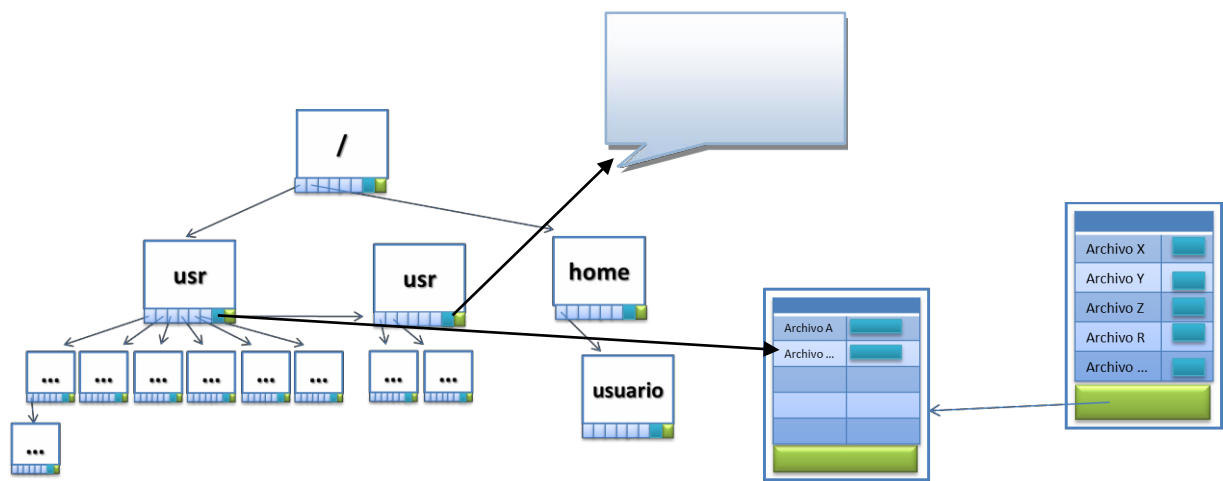 /
usr
usr
home
...
...
...
...
...
...
...
...
usuario
...
Archivo A
Archivo ...
Archivo X
Archivo Y
Archivo Z
Archivo R
Archivo ...